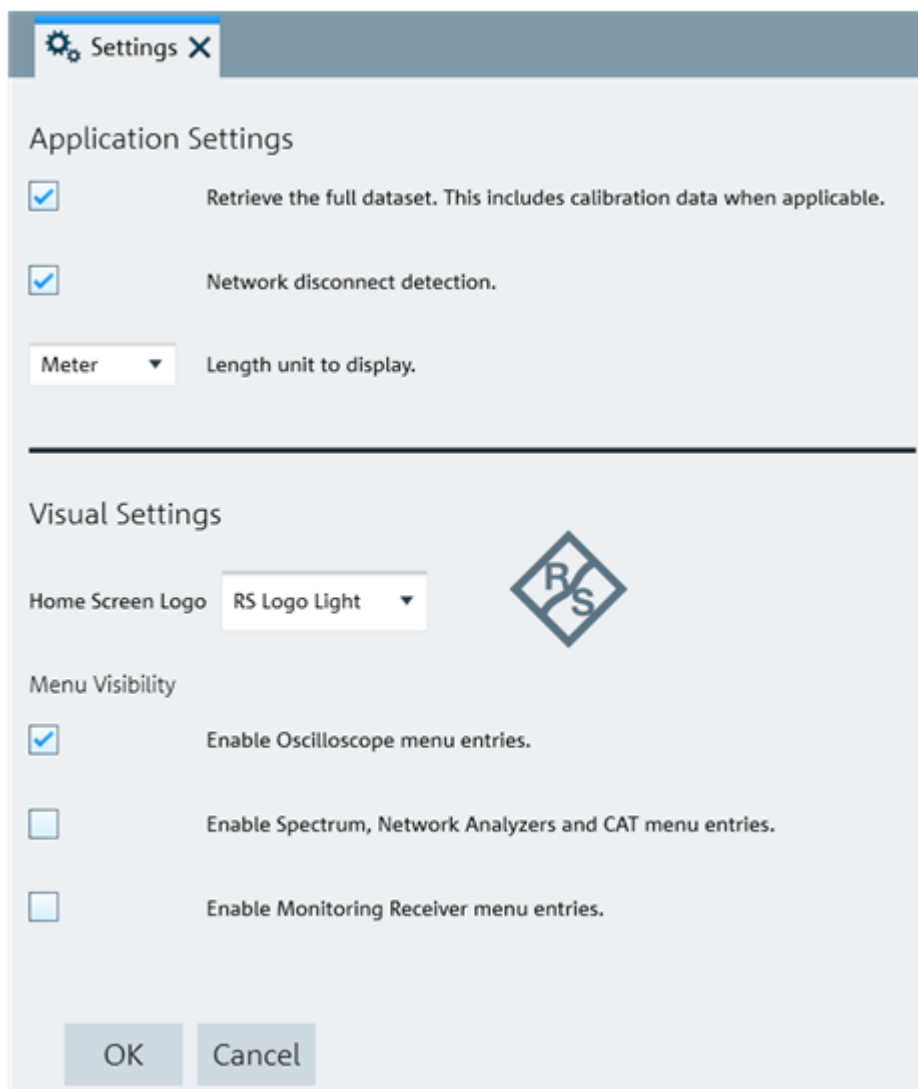 Settings
Application Settings
Retrieve the full dataset. This includes calibration data when applicable.
Network disconnect detection.
Meter Length unit to display.
Visual Settings
Home Screen Logo RS Logo Light R S
Menu Visibility
Enable Oscilloscope menu entries.
Enable Spectrum, Network Analyzers and CAT menu entries.
Enable Monitoring Receiver menu entries.
OK Cancel